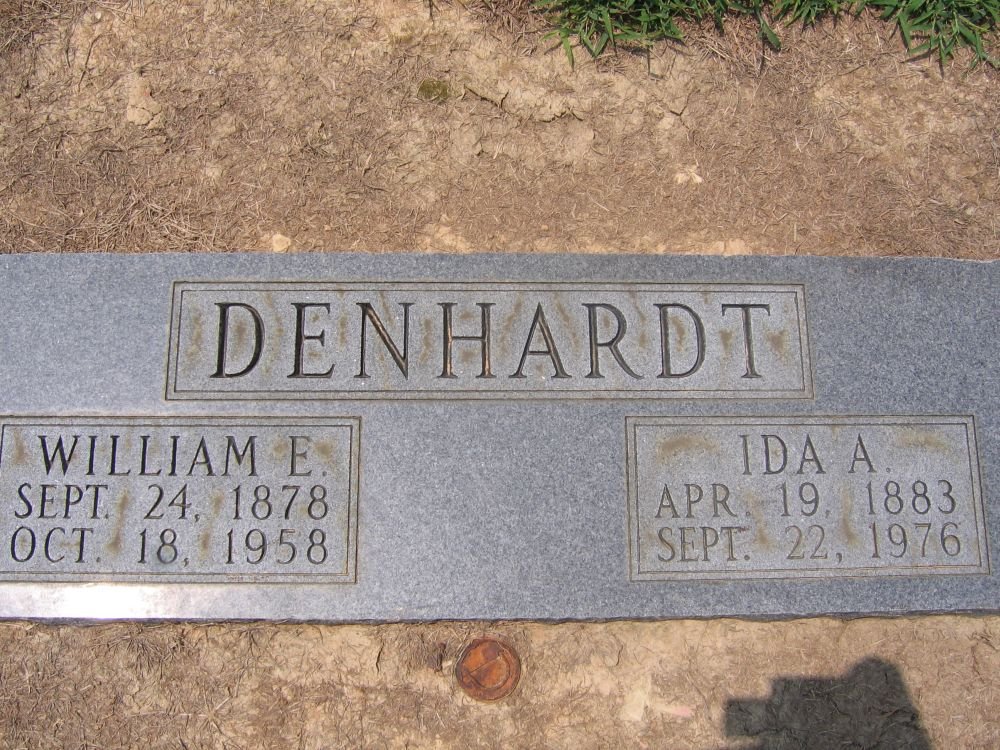 DENHARDT
WILLIAM E.
SEPT. 24, 1878
OCT. 18, 1958
IDA A.
APR. 19, 1883
SEPT. 22, 1976